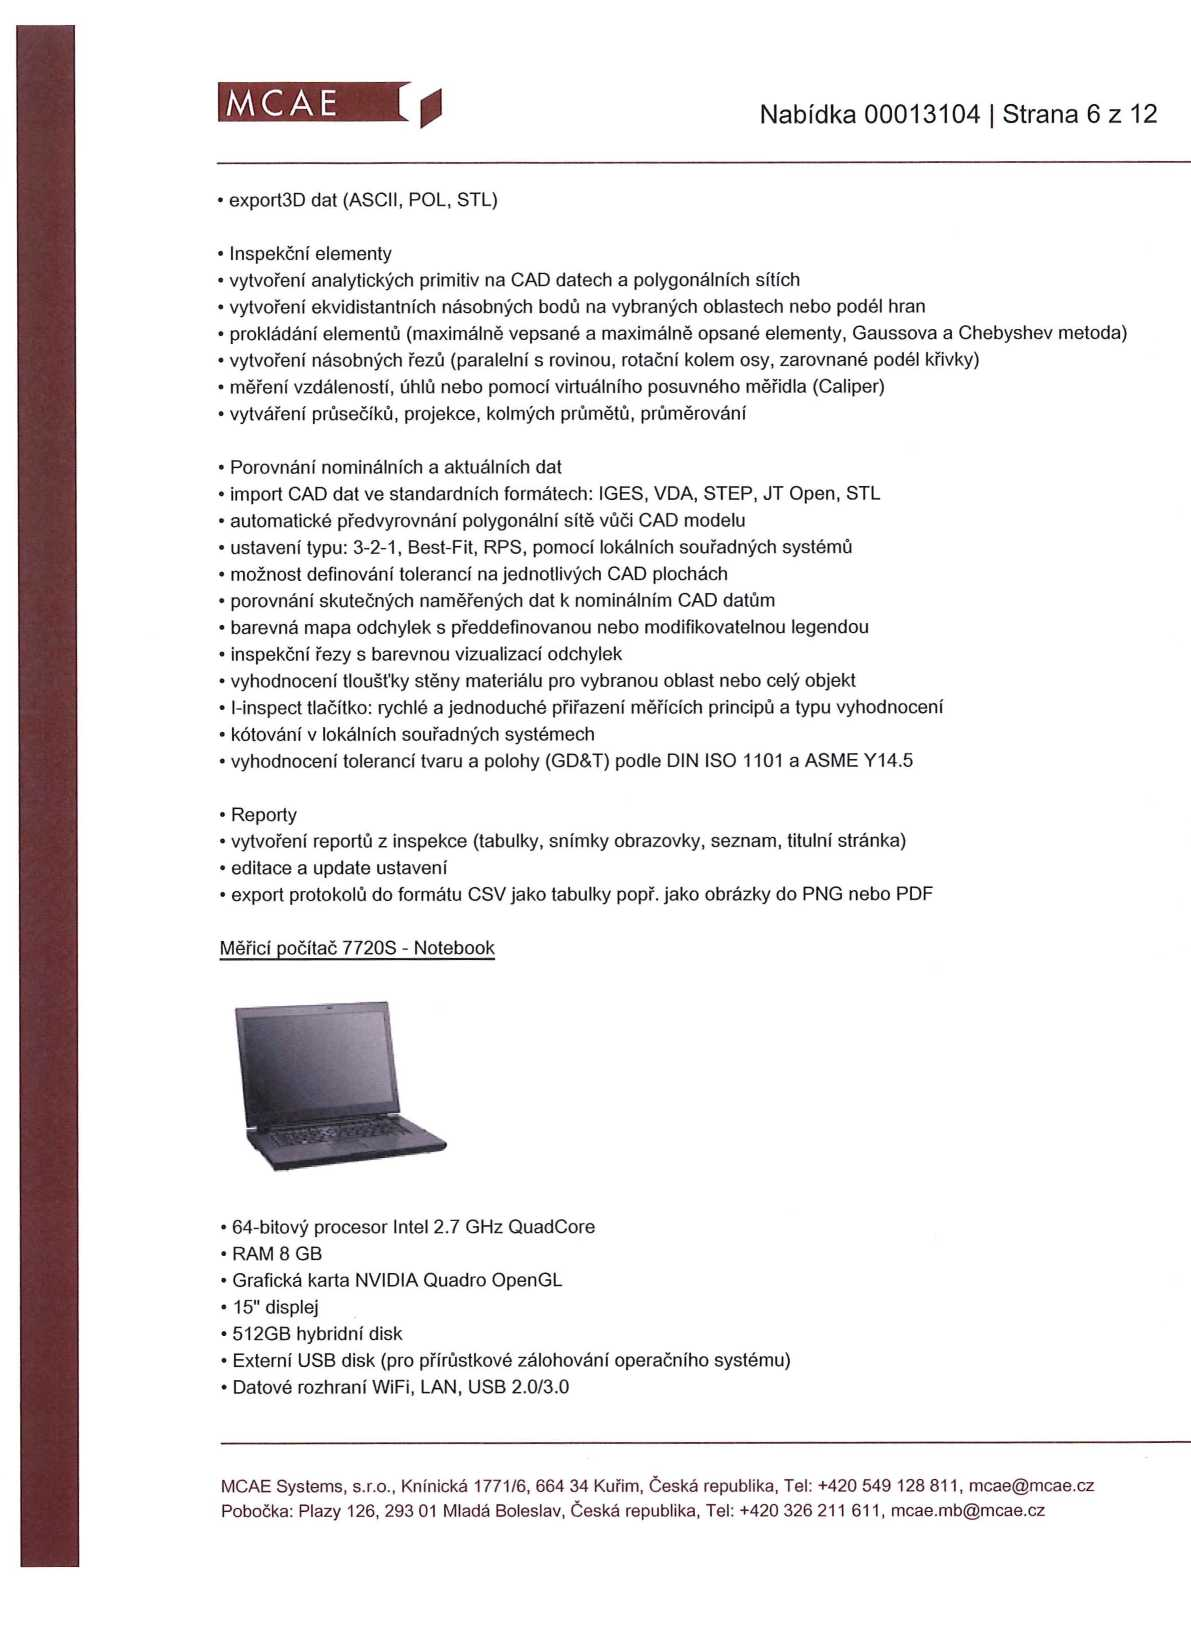 MCAE
Nabídka 00013104 | Strana 6 z 12
• export3D dat (ASCII, POL, STL)
• Inspekční elementy
• vytvoření analytických primitiv na CAD datech a polygonálních sítích
• vytvoření ekvidistantních násobných bodů na vybraných oblastech nebo podél hran
• prokládání elementů (maximálně vepsané a maximálně opsané elementy, Gaussova a Chebyshev metoda)
• vytvoření násobných řezů (paralelní s rovinou, rotační kolem osy, zarovnané podél křivky)
• měření vzdáleností, úhlů nebo pomocí virtuálního posuvného měřidla (Caliper)
• vytváření průsečíků, projekce, kolmých průmětů, průměrování
• Porovnání nominálních a aktuálních dat
• import CAD dat ve standardních formátech: IGES, VDA, STEP, JT Open, STL
• automatické předvyrovnání polygonální sítě vůči CAD modelu
• ustavení typu: 3-2-1, Best-Fit, RPS, pomocí lokálních souřadných systémů
• možnost definování tolerancí na jednotlivých CAD plochách
• porovnání skutečných naměřených dat k nominálním CAD datům
• barevná mapa odchylek s předdefinovanou nebo modifikovatelnou legendou
• inspekční řezy s barevnou vizualizací odchylek
• vyhodnocení tloušťky stěny materiálu pro vybranou oblast nebo celý objekt
• I-inspect tlačítko: rychlé a jednoduché přiřazení měřících principů a typu vyhodnocení
• kótování v lokálních souřadných systémech
• vyhodnocení tolerancí tvaru a polohy (GD&T) podle DIN ISO 1101 a ASME Y14.5
• Reporty
• vytvoření reportů z inspekce (tabulky, snímky obrazovky, seznam, titulní stránka)
• editace a update ustavení
• export protokolů do formátu CSV jako tabulky popř. jako obrázky do PNG nebo PDF
Měřicí počítač 7720S - Notebook
• 64-bitový procesor Intel 2.7 GHz QuadCore
• RAM 8 GB
• Grafická karta NVIDIA Quadro OpenGL
• 15" displej
• 512GB hybridní disk
• Externí USB disk (pro přírůstkové zálohování operačního systému)
• Datové rozhraní WiFi, LAN, USB 2.0/3.0
MCAE Systems, s.r.o., Knínická 1771/6, 664 34 Kuřim, Česká republika, Tel: +420 549 128 811, mcae@mcae.cz
Pobočka: Plazy 126, 293 01 Mladá Boleslav, Česká republika, Tel: +420 326 211 611, mcae.mb@mcae.cz